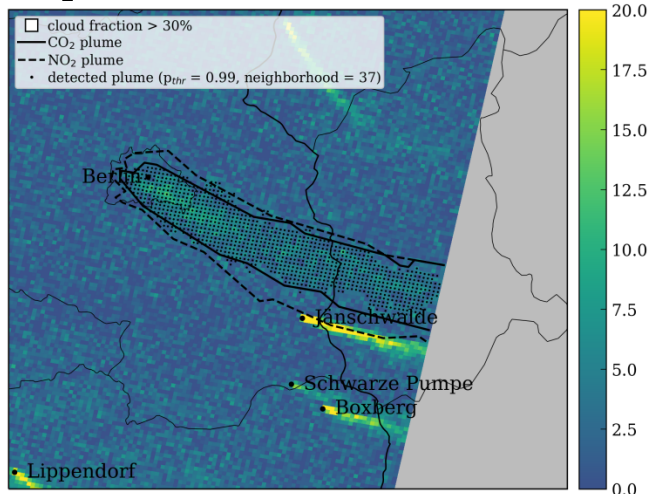 cloud fraction > 30%
CO₂ plume
NO₂ plume
detected plume (pₜₕᵣ = 0.99, neighborhood = 37)
Berlin
Jänschwalde
Schwarze Pumpe
Boxberg
Lippendorf
20.0
17.5
15.0
12.5
10.0
7.5
5.0
2.5
0.0